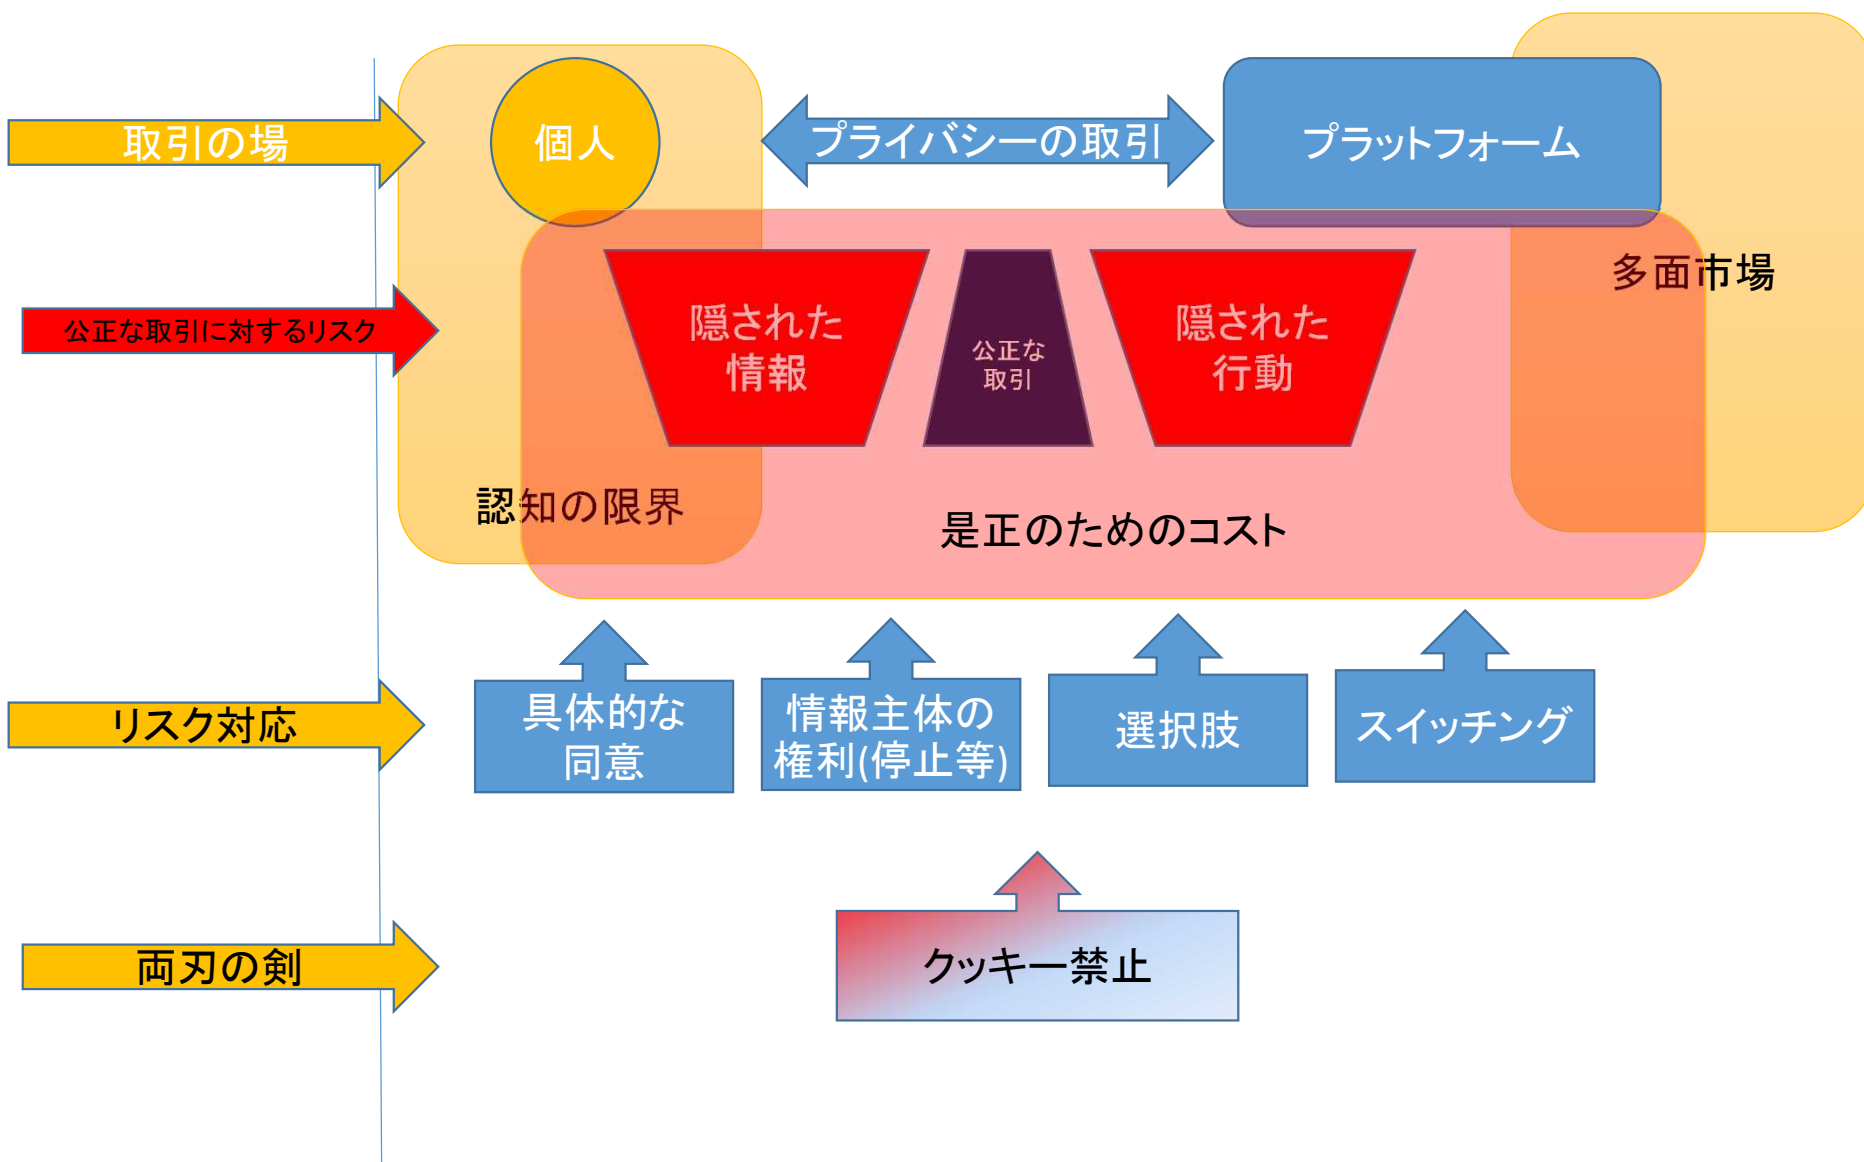 取引の場
個人
プライバシーの取引
プラットフォーム
多面市場
公正な取引に対するリスク
隠された
情報
公正な
取引
隠された
行動
認知の限界
是正のためのコスト
リスク対応
具体的な
同意
情報主体の
権利(停止等)
選択肢
スイッチング
両刃の剣
クッキー禁止